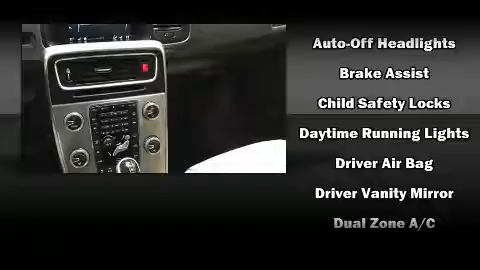 Auto-Off Headlights
Brake Assist
Child Safety Locks
Daytime Running Lights
Driver Air Bag
Driver Vanity Mirror
Dual Zone A/C